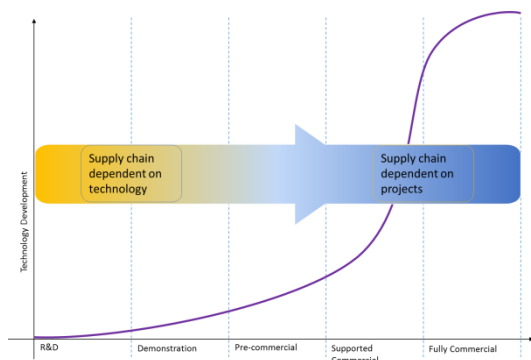 Supply chain
dependent on
technology
Supply chain
dependent on
projects
Technology Development
R&D
Demonstration
Pre-commercial
Supported
Fully Commercial